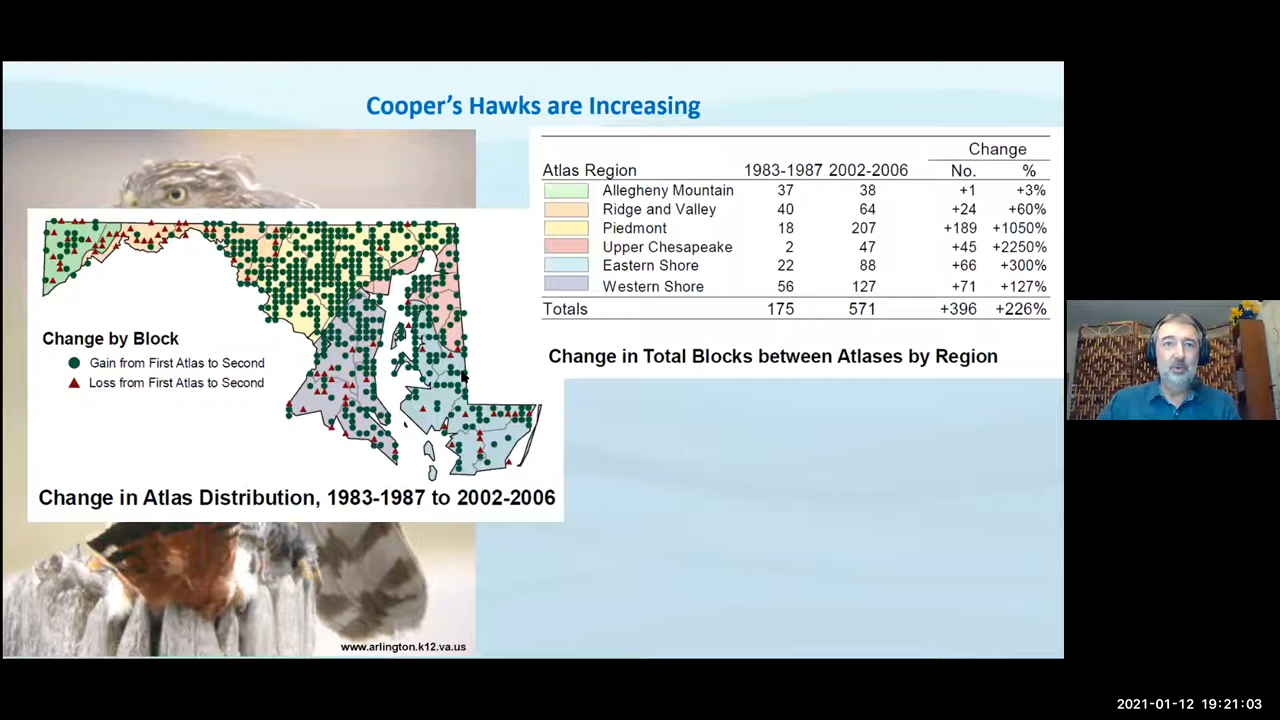 Cooper's Hawks are Increasing
Change
Atlas Region 1983-1987 2002-2006 No. %
Allegheny Mountain 37 38 +1 +3%
Ridge and Valley 40 64 +24 +60%
Piedmont 18 207 +189 +1050%
Upper Chesapeake 2 47 +45 +2250%
Eastern Shore 22 88 +66 +300%
Western Shore 56 127 +71 +127%
Totals 175 571 +396 +226%
Change in Total Blocks between Atlases by Region
Change by Block
Gain from First Atlas to Second
Loss from First Atlas to Second
Change in Atlas Distribution, 1983-1987 to 2002-2006
www.arlington.k12.va.us
2021-01-12 19:21:03